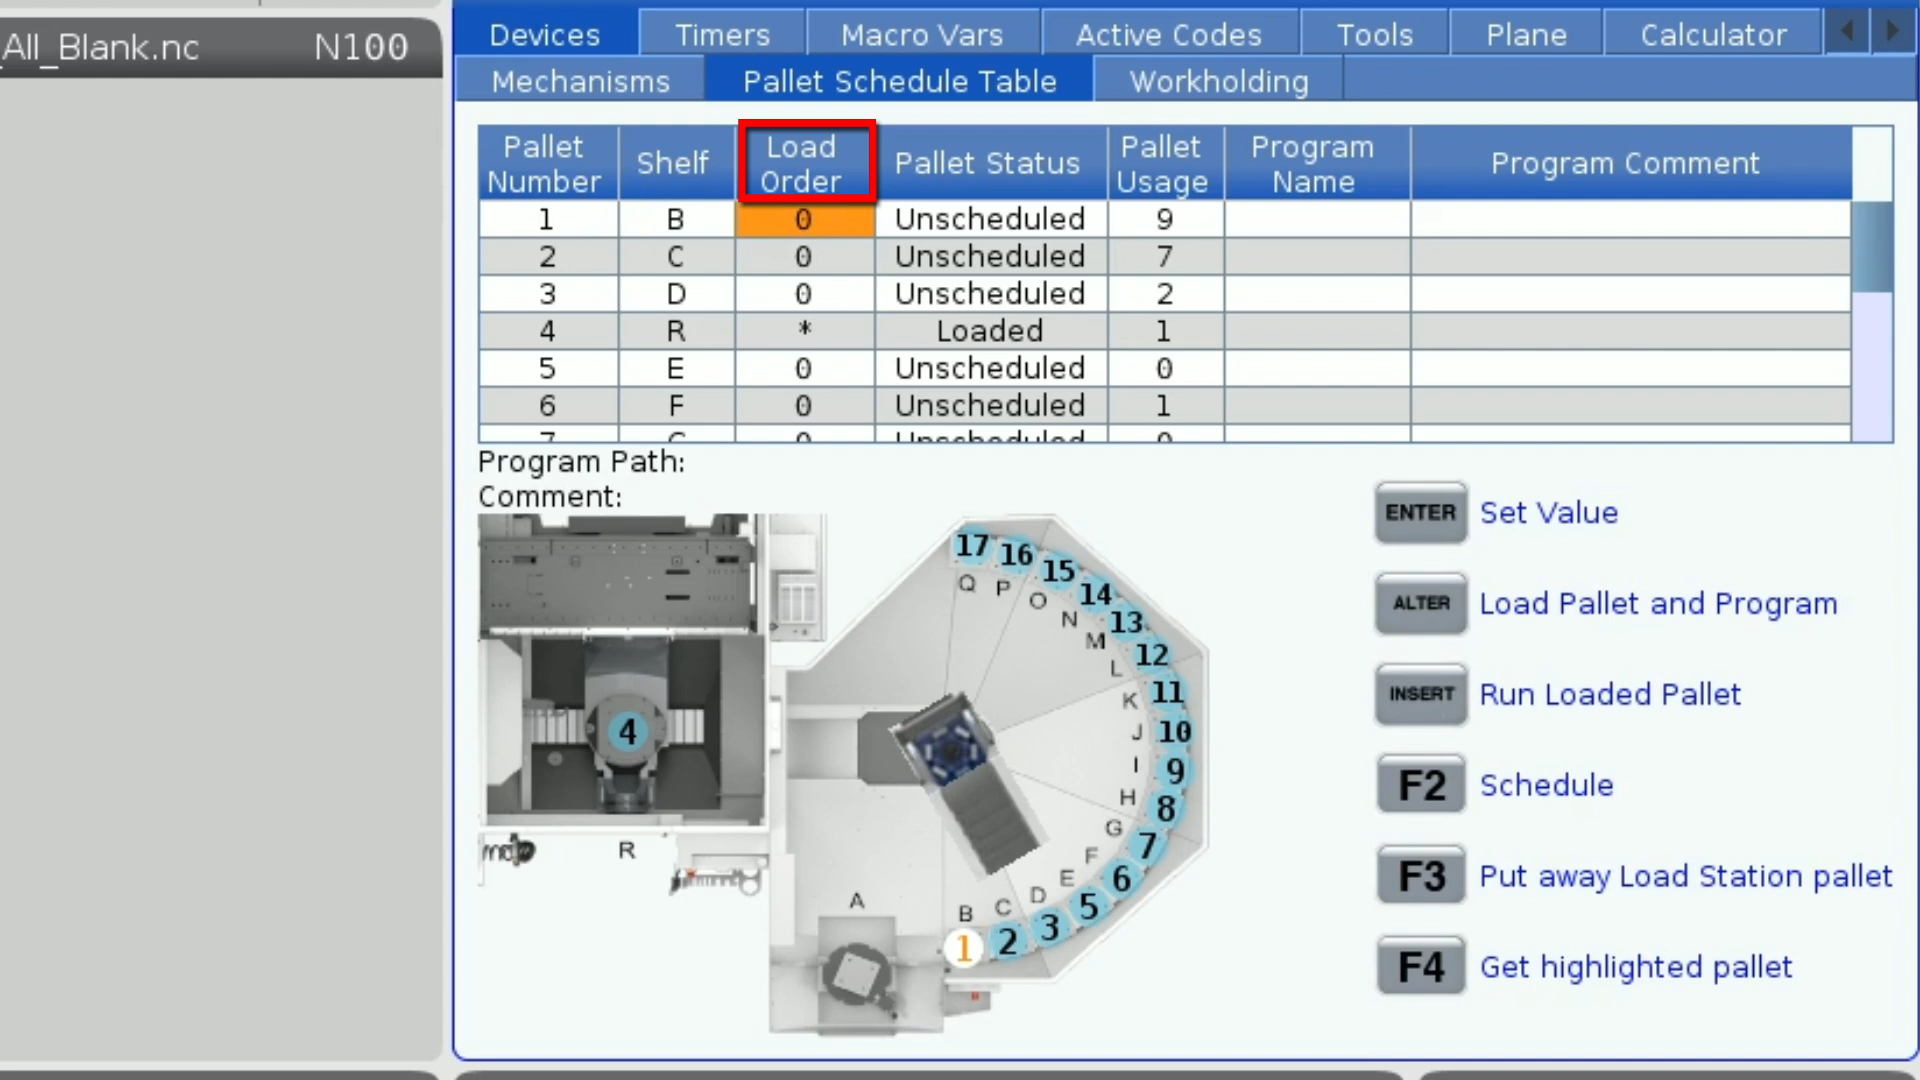 _All_Blank.nc N100
Devices Timers Macro Vars Active Codes Tools Plane Calculator
Mechanisms Pallet Schedule Table Workholding
Pallet Number Shelf Load Order Pallet Status Pallet Usage Program Name Program Comment
1 B 0 Unscheduled 9
2 C 0 Unscheduled 7
3 D 0 Unscheduled 2
4 R * Loaded 1
5 E 0 Unscheduled 0
6 F 0 Unscheduled 1
Program Path:
Comment:
17 16 15 14 13 12 11 10 9 8 7 6 5 3 2 1
Q P O N M L K J I H G F E D C B
4
R
A
ENTER Set Value
ALTER Load Pallet and Program
INSERT Run Loaded Pallet
F2 Schedule
F3 Put away Load Station pallet
F4 Get highlighted pallet